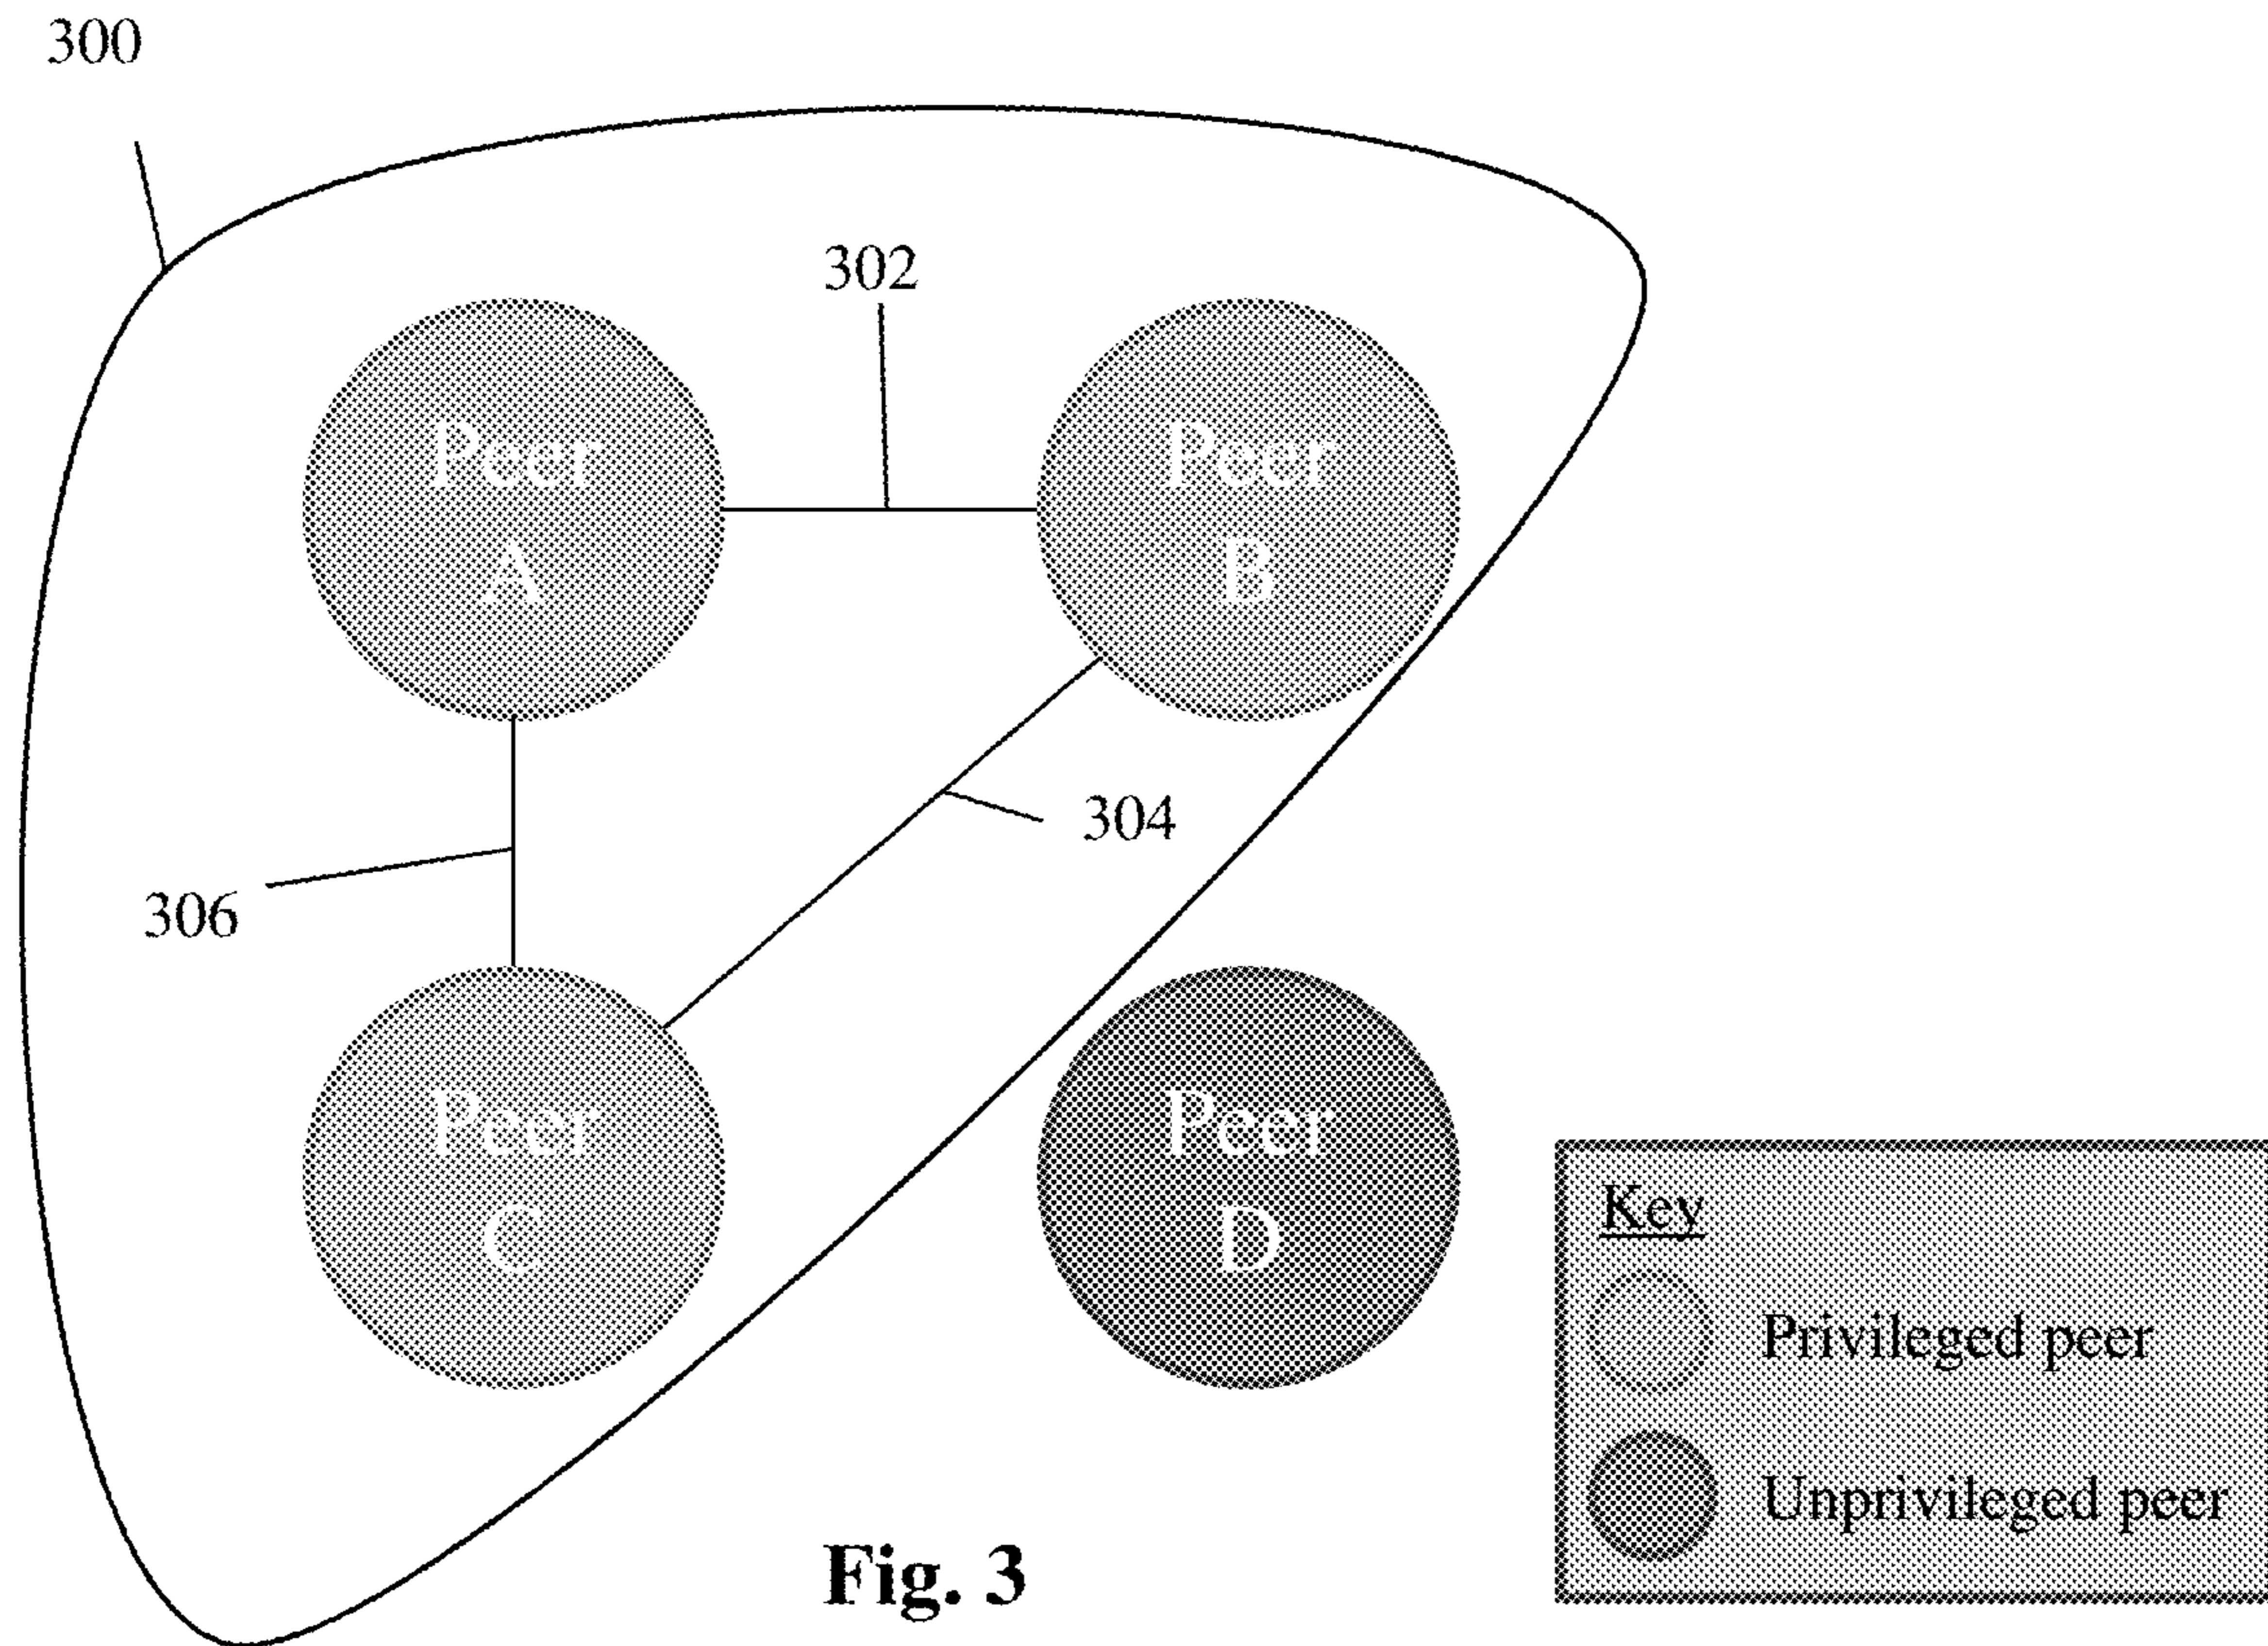 300
302
Peer
A
Peer
B
304
306
Peer
C
Peer
D
Key
Privileged peer
Unprivileged peer
Fig. 3